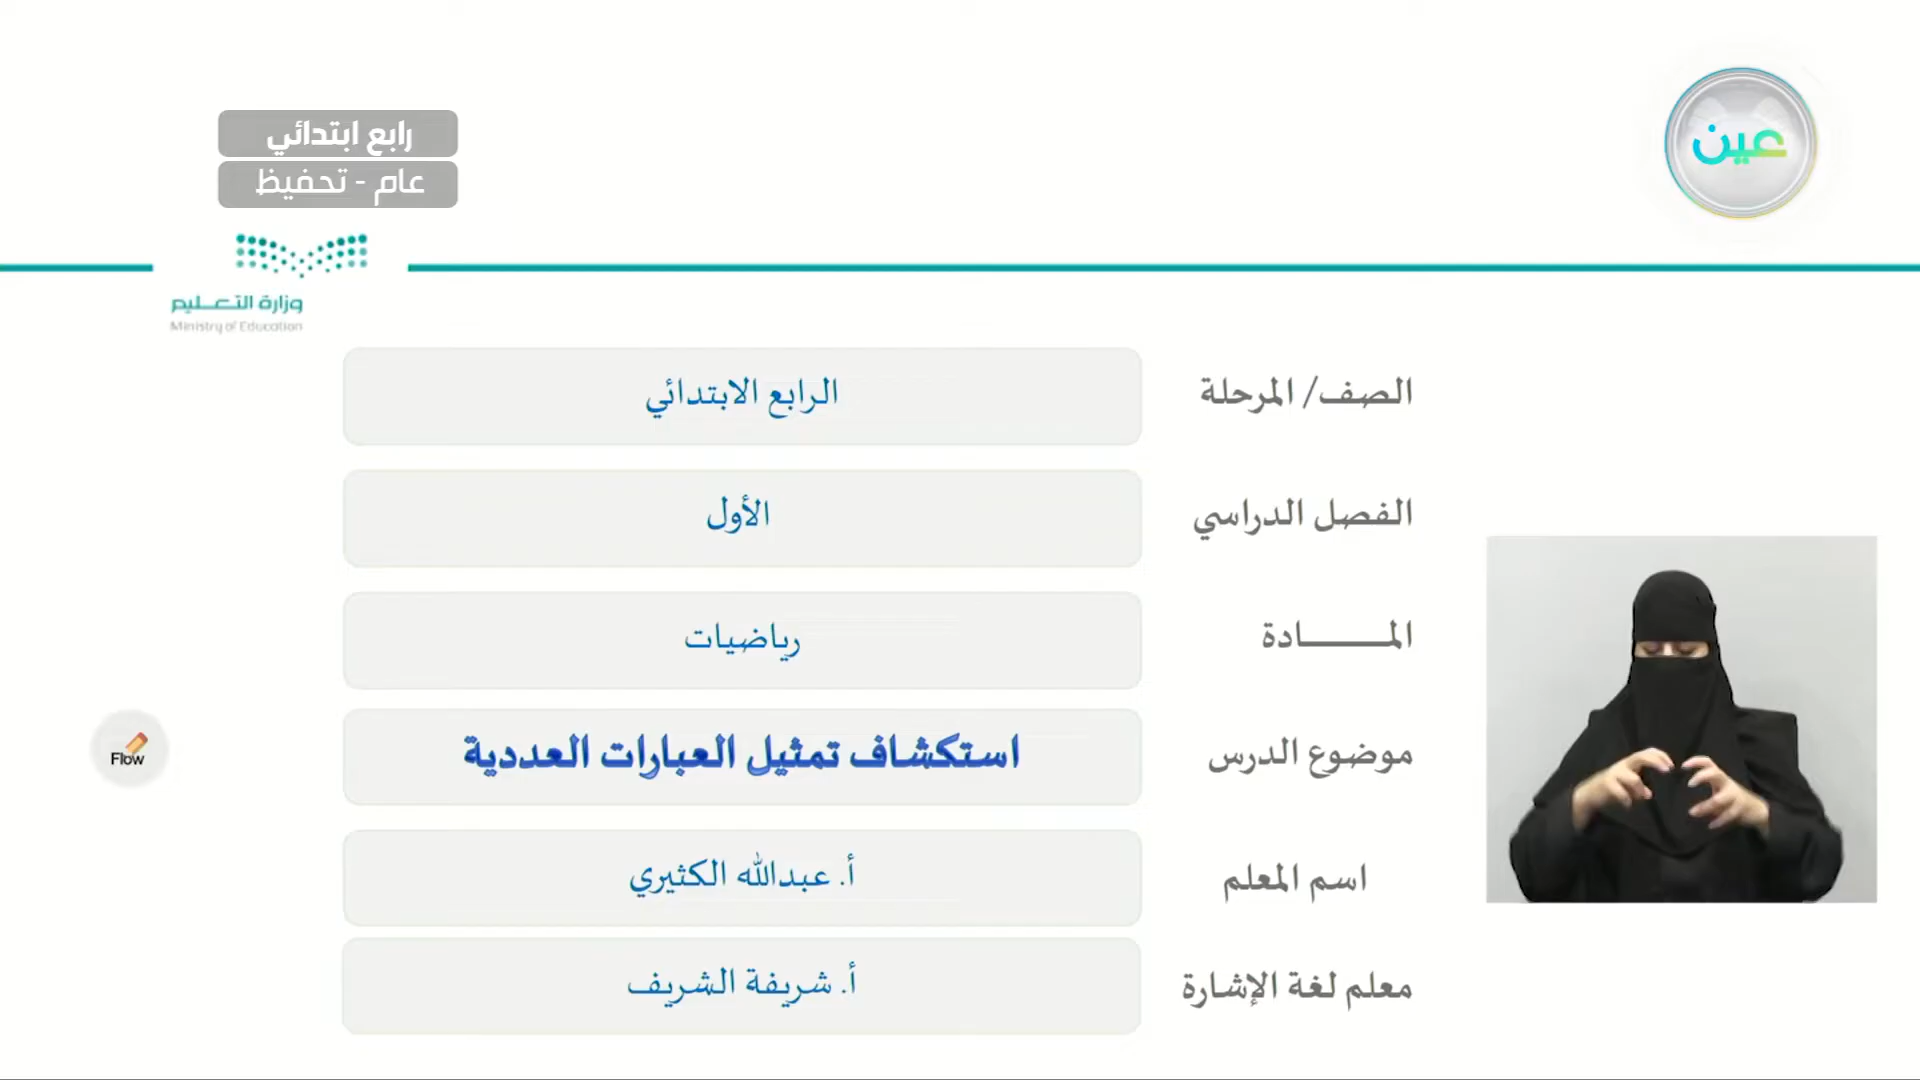 عين
رابع ابتدائي
عام - تحفيظ
وزارة التعليم
Ministry of Education
الصف/ المرحلة
الرابع الابتدائي
الفصل الدراسي
الأول
المــــــــادة
رياضيات
موضوع الدرس
استكشاف تمثيل العبارات العددية
اسم المعلم
أ. عبدالله الكثيري
معلم لغة الإشارة
أ. شريفة الشريف
Flow